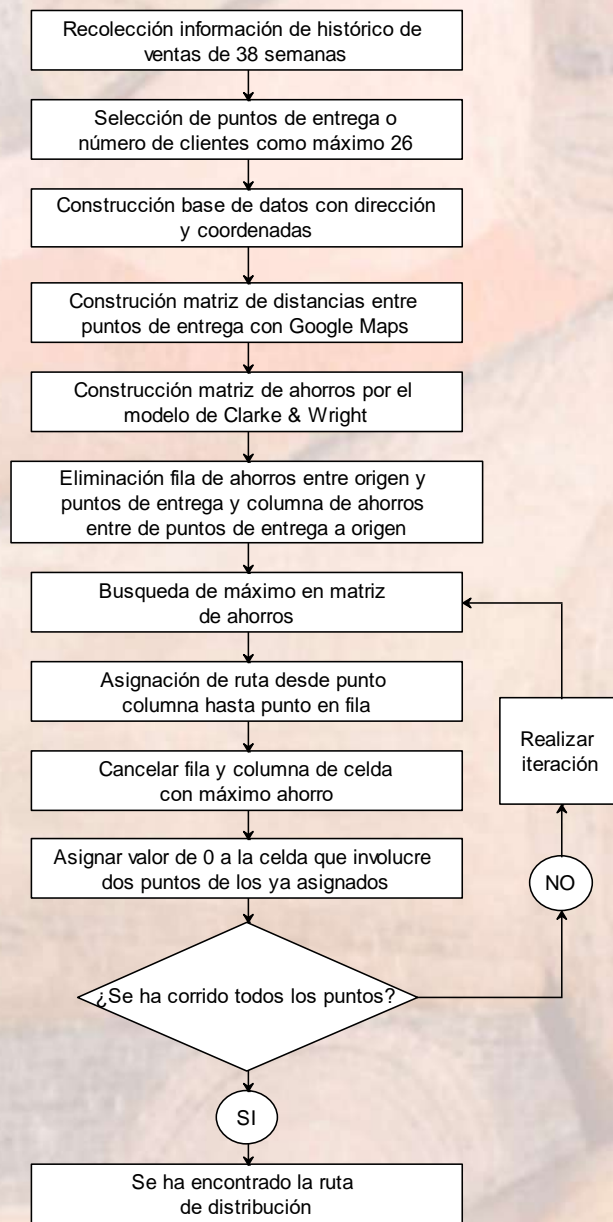 Recolección información de histórico de
ventas de 38 semanas
Selección de puntos de entrega o
número de clientes como máximo 26
Construcción base de datos con dirección
y coordenadas
Construción matriz de distancias entre
puntos de entrega con Google Maps
Construcción matriz de ahorros por el
modelo de Clarke & Wright
Eliminación fila de ahorros entre origen y
puntos de entrega y columna de ahorros
entre de puntos de entrega a origen
Busqueda de máximo en matriz
de ahorros
Asignación de ruta desde punto
columna hasta punto en fila
Realizar
iteración
Cancelar fila y columna de celda
con máximo ahorro
Asignar valor de 0 a la celda que involucre
dos puntos de los ya asignados
NO
¿Se ha corrido todos los puntos?
SI
Se ha encontrado la ruta
de distribución